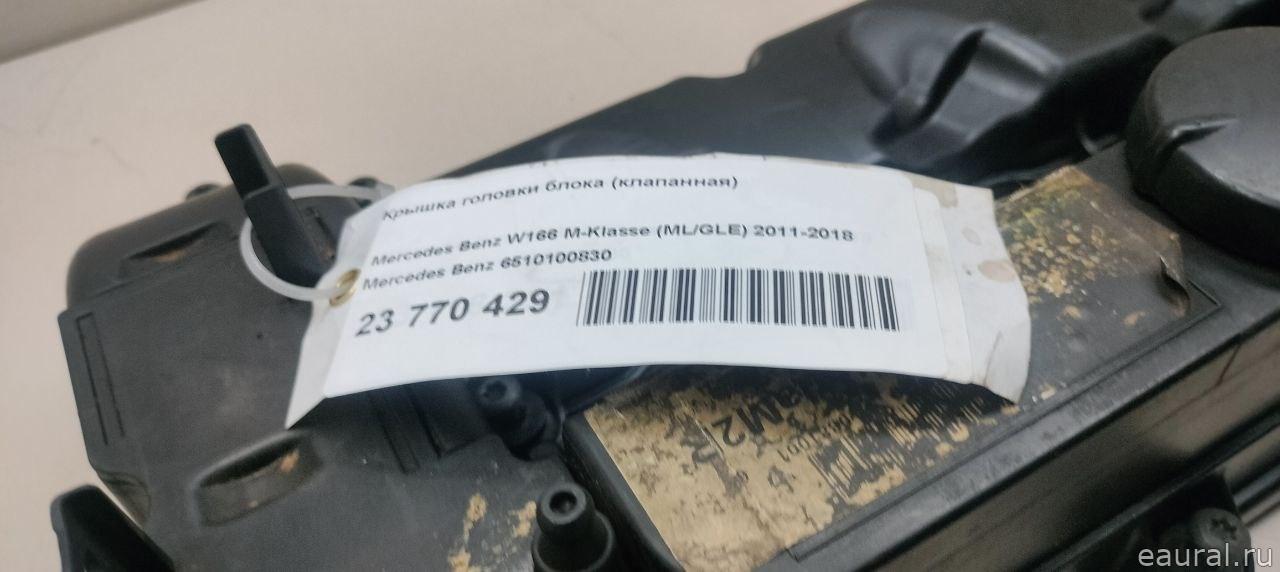 Крышка головки блока (клапанная)
Mercedes Benz W166 M-Klasse (ML/GLE) 2011-2018
Mercedes Benz 6510100830
23 770 429
eaural.ru